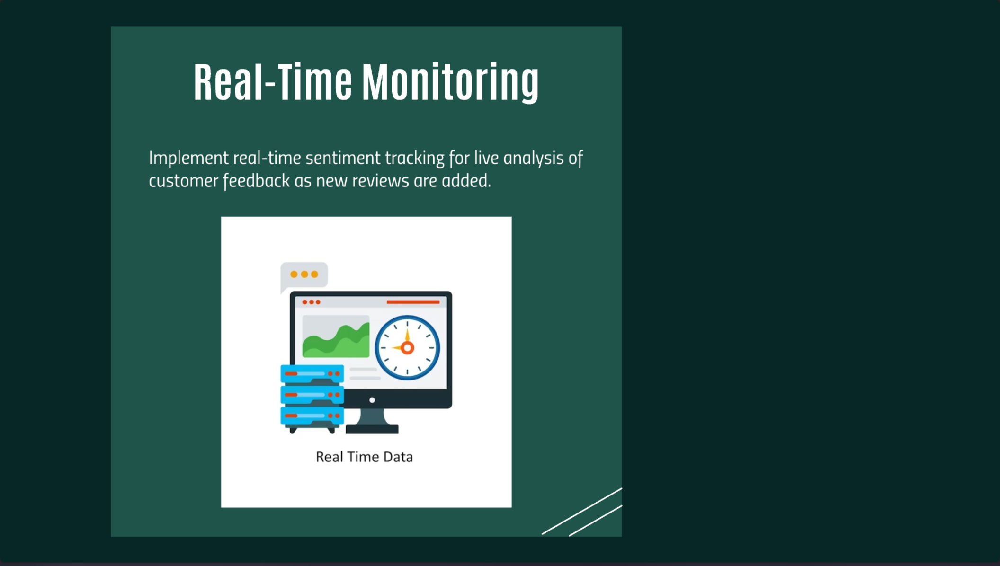 Real-Time Monitoring
Implement real-time sentiment tracking for live analysis of
customer feedback as new reviews are added.
Real Time Data